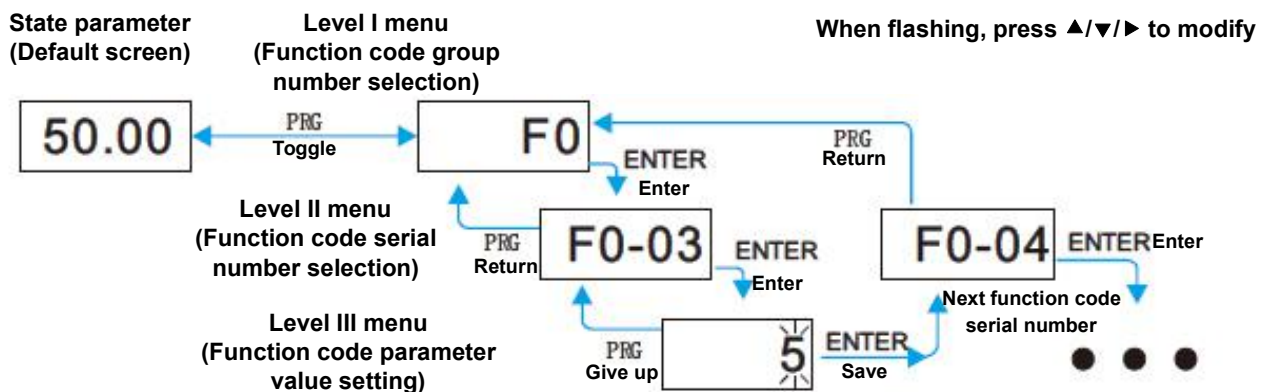 State parameter
(Default screen)
Level I menu
(Function code group
number selection)
When flashing, press ▲/▼/▶ to modify
50.00
PRG
Toggle
F0
ENTER
Enter
PRG
Return
Level II menu
(Function code serial
number selection)
PRG
Return
F0-03
ENTER
Enter
F0-04
ENTER Enter
Next function code
serial number
Level III menu
(Function code parameter
value setting)
PRG
Give up
5
ENTER
Save